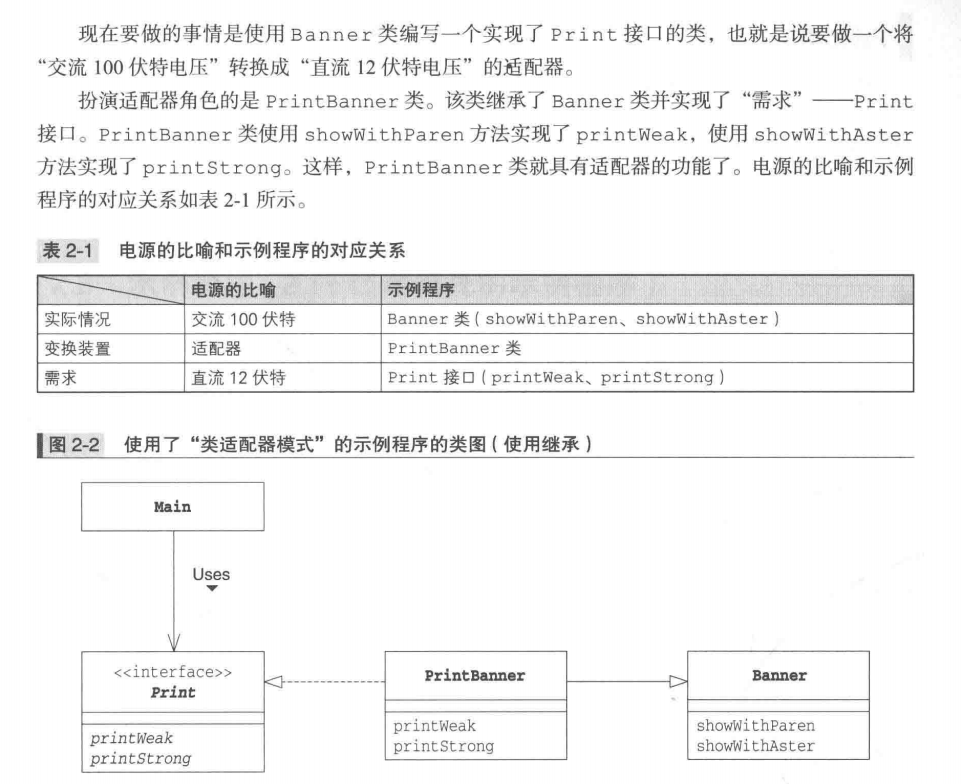 现在要做的事情是使用 Banner 类编写一个实现了 Print 接口的类，也就是说要做一个将
“交流 100 伏特电压”转换成“直流 12 伏特电压”的适配器。
扮演适配器角色的是 PrintBanner 类。该类继承了 Banner 类并实现了“需求”——Print
接口。PrintBanner 类使用 showWithParen 方法实现了 printWeak，使用 showWithAster
方法实现了 printStrong。这样，PrintBanner 类就具有适配器的功能了。电源的比喻和示例
程序的对应关系如表 2-1 所示。
表 2-1 电源的比喻和示例程序的对应关系
电源的比喻 示例程序
实际情况 交流 100 伏特 Banner 类（showWithParen、showWithAster）
变换装置 适配器 PrintBanner 类
需求 直流 12 伏特 Print 接口（printWeak、printStrong）
图 2-2 使用了“类适配器模式”的示例程序的类图（使用继承）
Main
Uses
<<interface>>
Print
printWeak
printStrong
PrintBanner
printWeak
printStrong
Banner
showWithParen
showWithAster